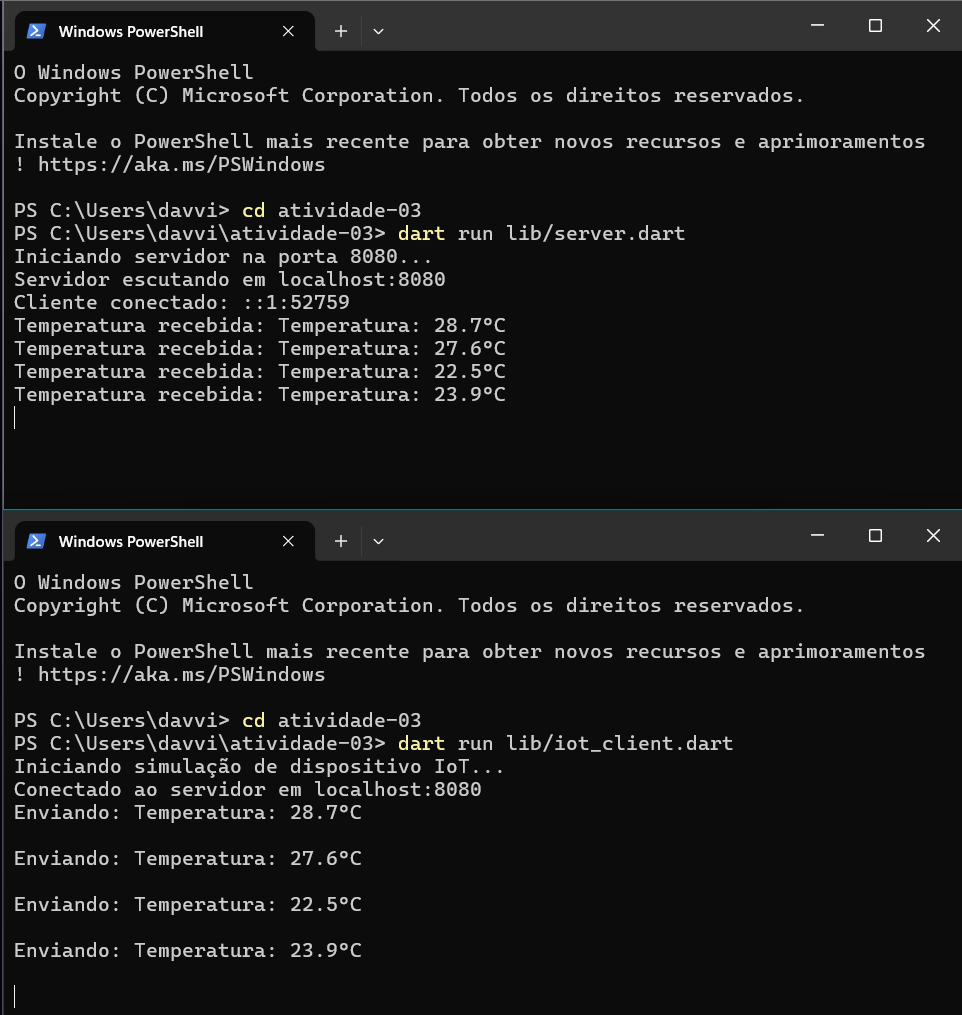 Windows PowerShell
O Windows PowerShell
Copyright (C) Microsoft Corporation. Todos os direitos reservados.
Instale o PowerShell mais recente para obter novos recursos e aprimoramentos
! https://aka.ms/PSWindows
PS C:\Users\davvi> cd atividade-03
PS C:\Users\davvi\atividade-03> dart run lib/server.dart
Iniciando servidor na porta 8080...
Servidor escutando em localhost:8080
Cliente conectado: ::1:52759
Temperatura recebida: Temperatura: 28.7°C
Temperatura recebida: Temperatura: 27.6°C
Temperatura recebida: Temperatura: 22.5°C
Temperatura recebida: Temperatura: 23.9°C
Windows PowerShell
O Windows PowerShell
Copyright (C) Microsoft Corporation. Todos os direitos reservados.
Instale o PowerShell mais recente para obter novos recursos e aprimoramentos
! https://aka.ms/PSWindows
PS C:\Users\davvi> cd atividade-03
PS C:\Users\davvi\atividade-03> dart run lib/iot_client.dart
Iniciando simulação de dispositivo IoT...
Conectado ao servidor em localhost:8080
Enviando: Temperatura: 28.7°C
Enviando: Temperatura: 27.6°C
Enviando: Temperatura: 22.5°C
Enviando: Temperatura: 23.9°C